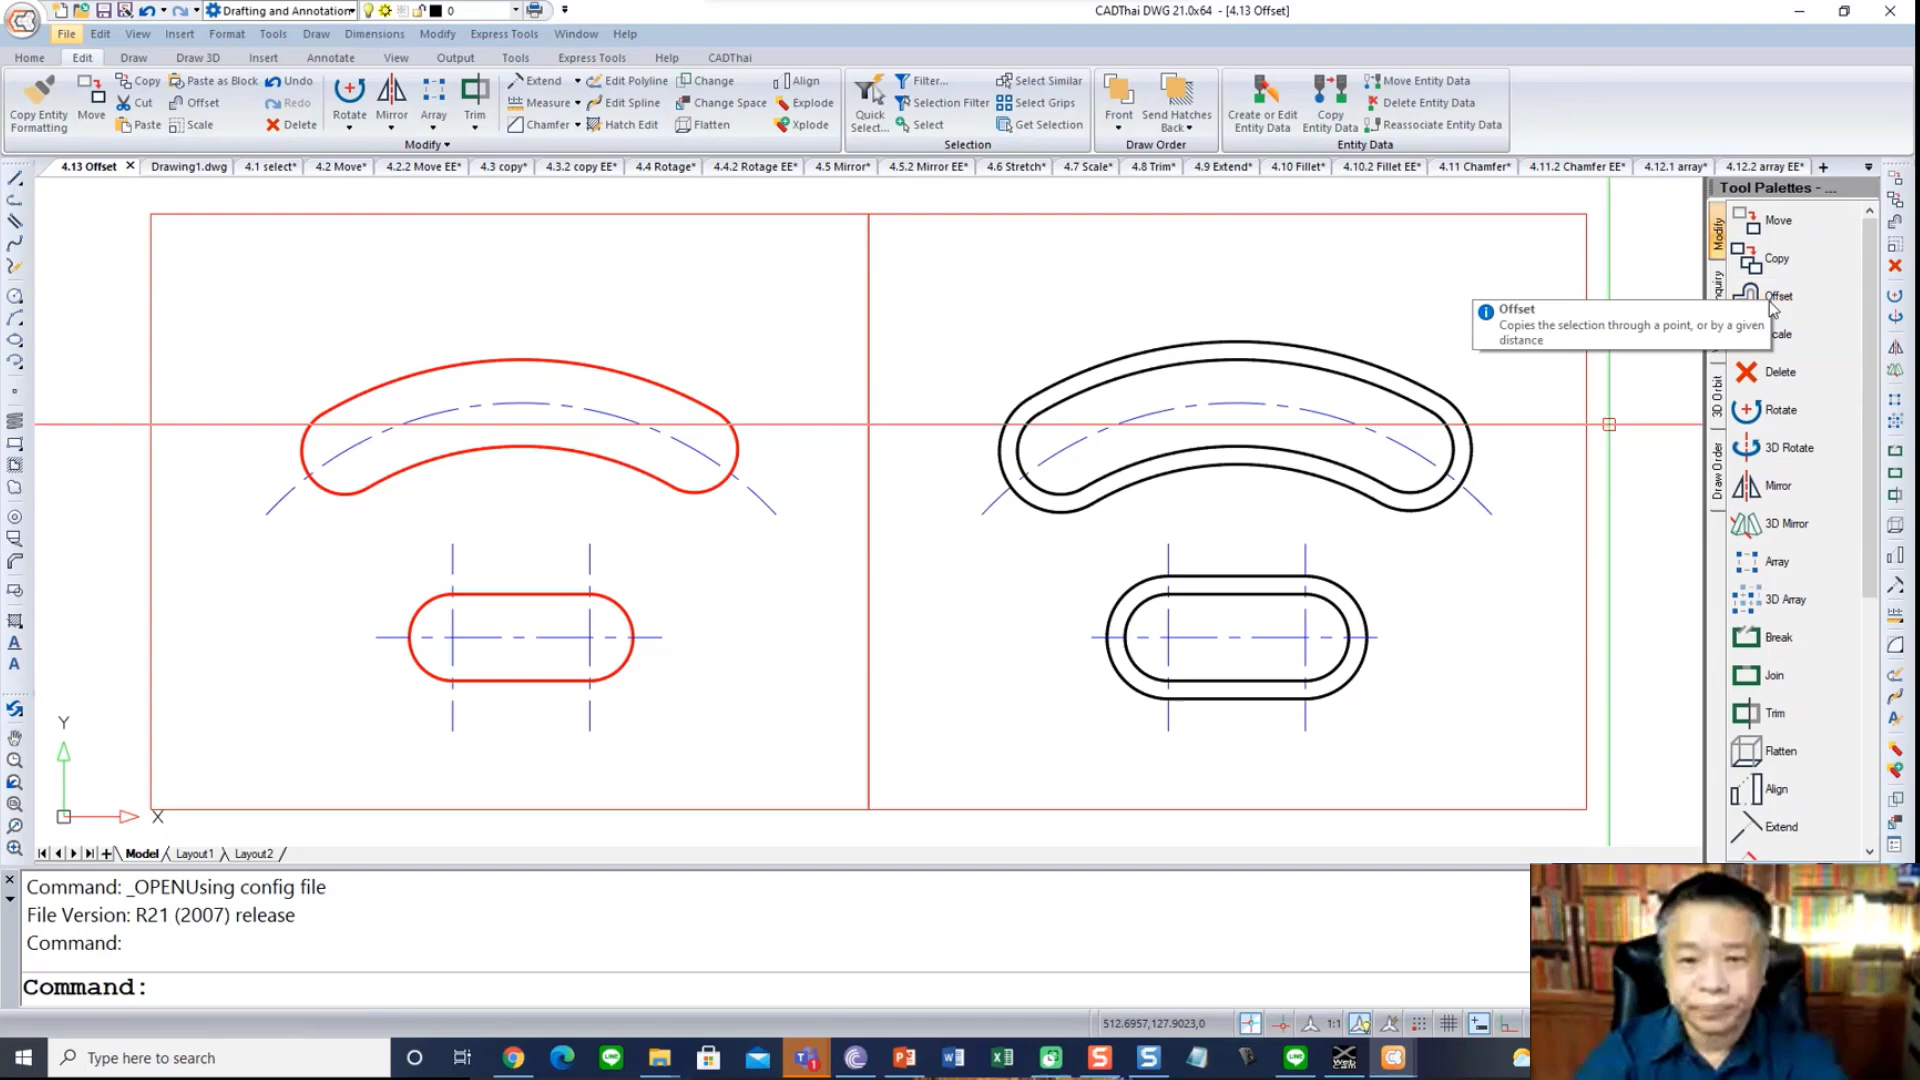 Drafting and Annotation
0
CADThai DWG 21.0x64 - [4.13 Offset]
File Edit View Insert Format Tools Draw Dimensions Modify Express Tools Window Help
Home Edit Draw Draw 3D Insert Annotate View Output Tools Express Tools Help CADThai
Copy Entity Formatting
Move
Copy
Cut
Paste
Paste as Block
Offset
Scale
Undo
Redo
Delete
Rotate
Mirror
Array
Trim
Extend
Measure
Chamfer
Edit Polyline
Edit Spline
Hatch Edit
Change
Change Space
Flatten
Align
Explode
Xplode
Modify
Quick Select...
Filter...
Selection Filter
Select
Select Similar
Select Grips
Get Selection
Selection
Front
Send Hatches Back
Draw Order
Create or Edit Entity Data
Copy Entity Data
Move Entity Data
Delete Entity Data
Reassociate Entity Data
Entity Data
4.13 Offset Drawing1.dwg 4.1 select* 4.2 Move* 4.2.2 Move EE* 4.3 copy* 4.3.2 copy EE* 4.4 Rotage* 4.4.2 Rotage EE* 4.5 Mirror* 4.5.2 Mirror EE* 4.6 Stretch* 4.7 Scale* 4.8 Trim* 4.9 Extend* 4.10 Fillet* 4.10.2 Fillet EE* 4.11 Chamfer* 4.11.2 Chamfer EE* 4.12.1 array* 4.12.2 array EE*
Tool Palettes - ...
Modify
3D Orbit
Draw Order
Move
Copy
Offset
Offset
Copies the selection through a point, or by a given
distance
Delete
Rotate
3D Rotate
Mirror
3D Mirror
Array
3D Array
Break
Join
Trim
Flatten
Align
Extend
Y
X
Model Layout1 Layout2
Command: _OPENUsing config file
File Version: R21 (2007) release
Command:
Command:
512.6957,127.9023,0
1:1
Type here to search